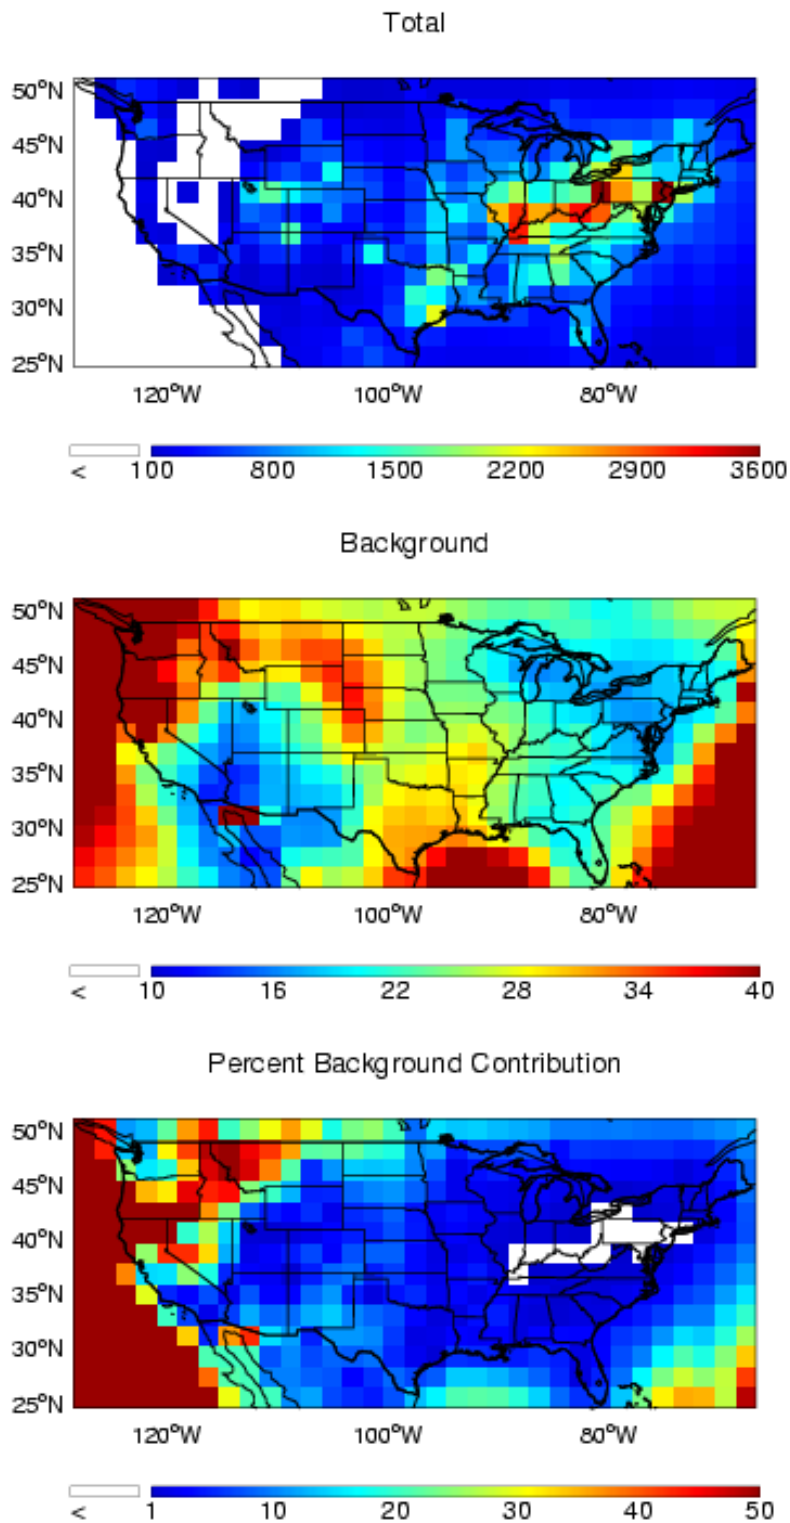 Total
50°N
45°N
40°N
35°N
30°N
25°N
120°W 100°W 80°W
< 100 800 1500 2200 2900 3600
Background
50°N
45°N
40°N
35°N
30°N
25°N
120°W 100°W 80°W
< 10 16 22 28 34 40
Percent Background Contribution
50°N
45°N
40°N
35°N
30°N
25°N
120°W 100°W 80°W
< 1 10 20 30 40 50